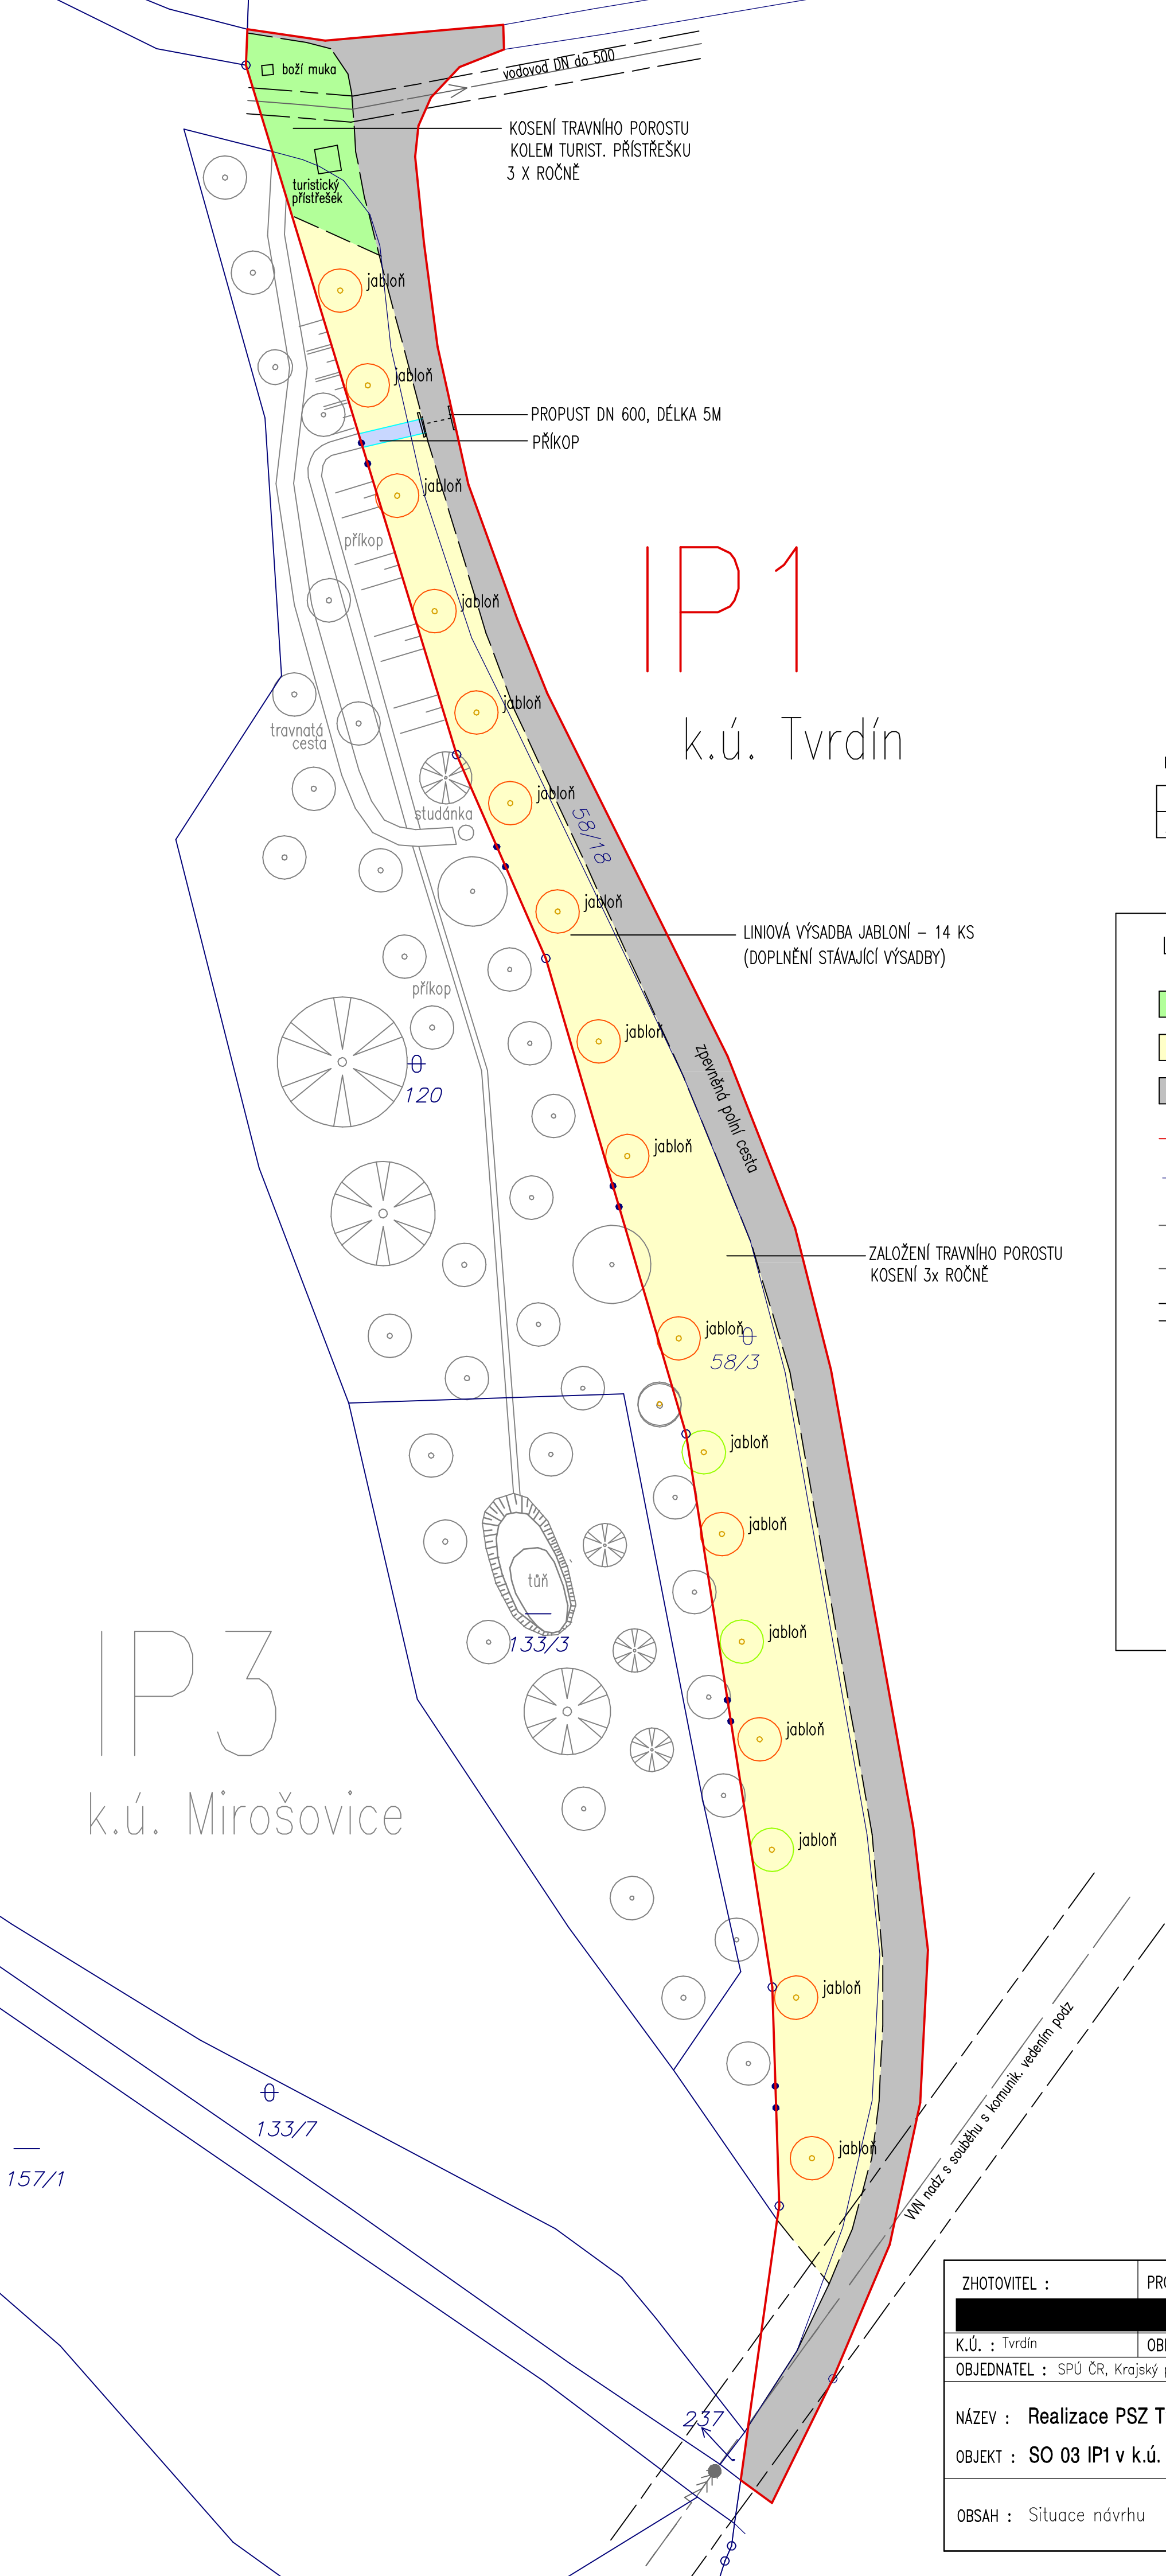 boží muka
vodovod DN do 500
KOSENÍ TRAVNÍHO POROSTU
KOLEM TURIST. PŘÍSTŘEŠKU
3 X ROČNĚ
turistický
přístřešek
jabloň
jabloň
PROPUST DN 600, DÉLKA 5M
PŘÍKOP
jabloň
příkop
IP1
jabloň
k.ú. Tvrdín
jabloň
travnatá
cesta
jabloň
studánka
58/18
jabloň
LINIOVÁ VÝSADBA JABLONÍ – 14 KS
(DOPLNĚNÍ STÁVAJÍCÍ VÝSADBY)
příkop
jabloň
zpevněná polní cesta
120
jabloň
ZALOŽENÍ TRAVNÍHO POROSTU
KOSENÍ 3x ROČNĚ
jabloň
58/3
jabloň
jabloň
tůň
133/3
jabloň
IP3
jabloň
k.ú. Mirošovice
jabloň
jabloň
VVN nadz s souběhu s komunik. vedením podz
133/7
157/1
jabloň
237
ZHOTOVITEL :
K.Ú. : Tvrdín
OBJEDNATEL : SPÚ ČR, Krajský
NÁZEV : Realizace PSZ T
OBJEKT : SO 03 IP1 v k.ú.
OBSAH : Situace návrhu